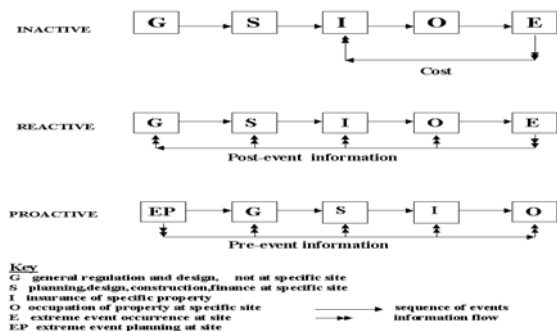 INACTIVE G S I O E
Cost
REACTIVE G S I O E
Post-event information
PROACTIVE EP G S I O
Pre-event information
Key
G general regulation and design, not at specific site
S planning,design,construction,finance at specific site
I insurance of specific property
O occupation of property at specific site
E extreme event occurrence at site
EP extreme event planning at site
sequence of events
information flow